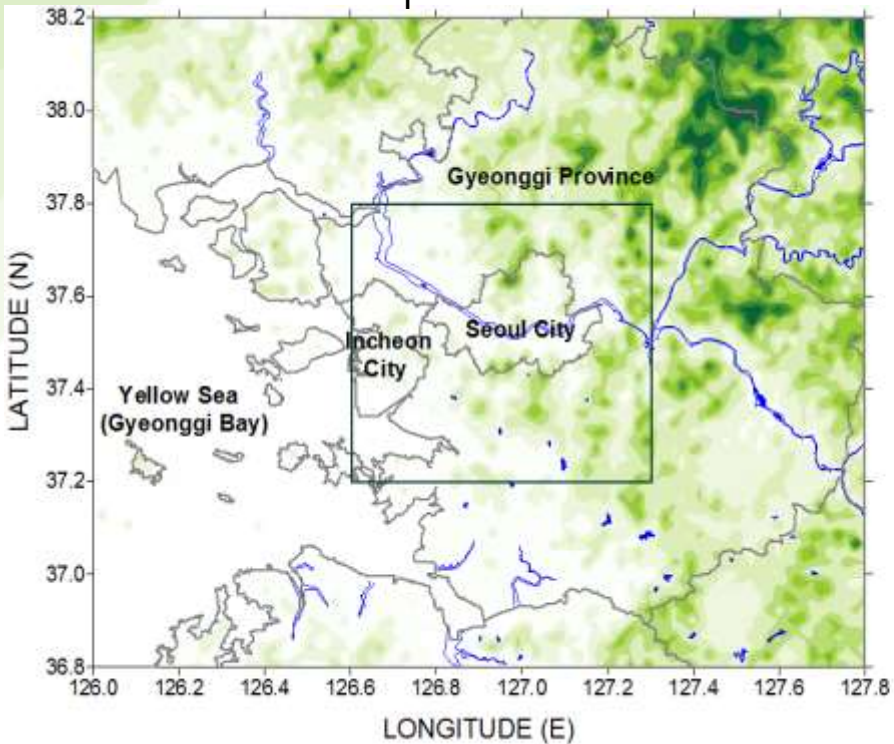 38.2
38.0
37.8
37.6
37.4
37.2
37.0
36.8
LATITUDE (N)
Gyeonggi Province
Seoul City
Incheon
City
Yellow Sea
(Gyeonggi Bay)
126.0 126.2 126.4 126.6 126.8 127.0 127.2 127.4 127.6 127.8
LONGITUDE (E)